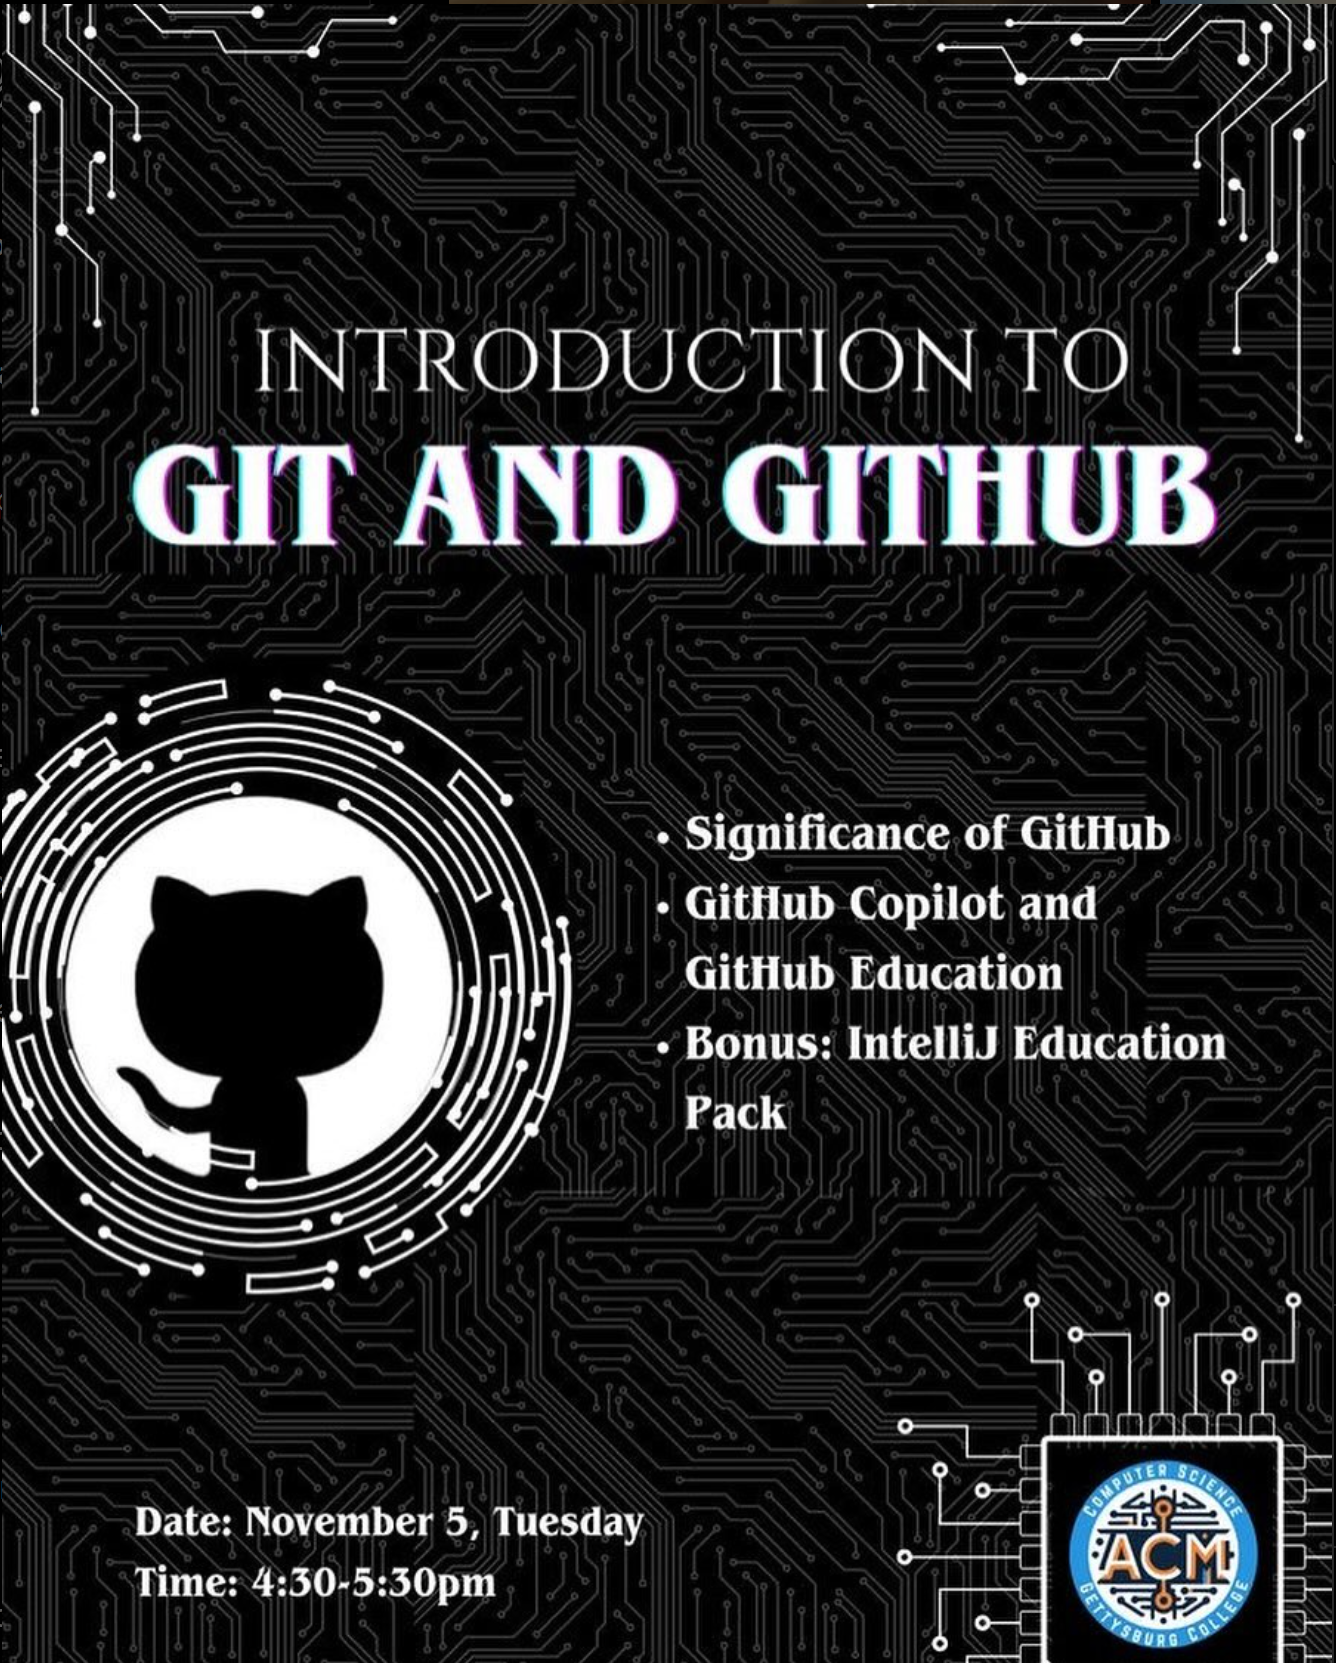 INTRODUCTION TO
GIT AND GITHUB
• Significance of GitHub
• GitHub Copilot and
GitHub Education
• Bonus: IntelliJ Education
Pack
Date: November 5, Tuesday
Time: 4:30-5:30pm
COMPUTER SCIENCE
ACM
GETTYSBURG COLLEGE